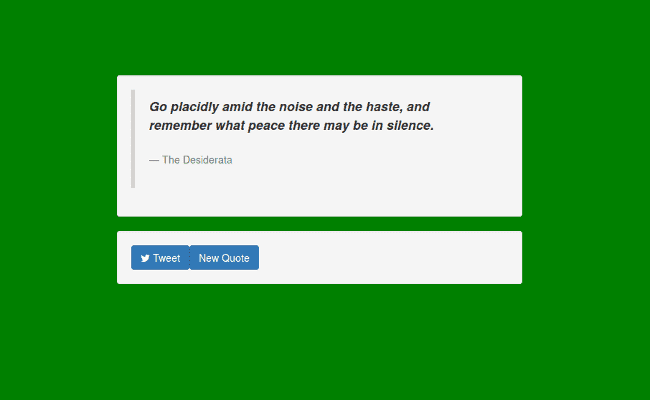 Go placidly amid the noise and the haste, and
remember what peace there may be in silence.
— The Desiderata
Tweet New Quote